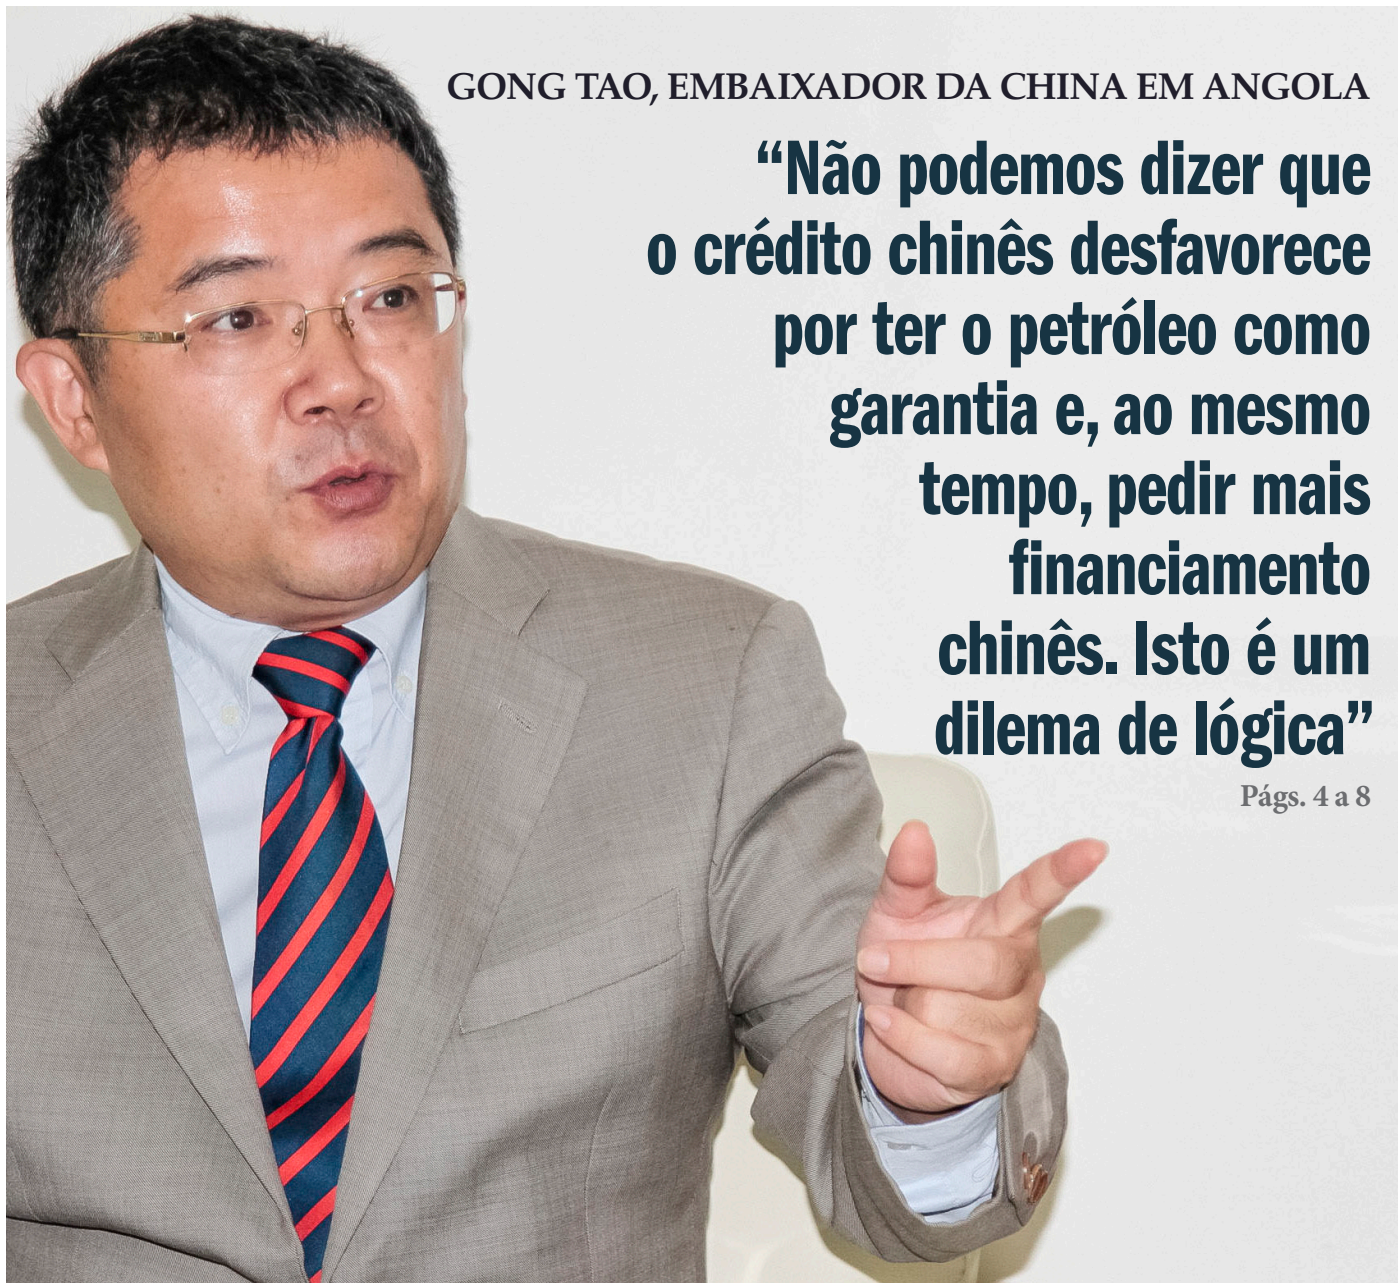 GONG TAO, EMBAIXADOR DA CHINA EM ANGOLA
“Não podemos dizer que
o crédito chinês desfavorece
por ter o petróleo como
garantia e, ao mesmo
tempo, pedir mais
financiamento
chinês. Isto é um
dilema de lógica”
Págs. 4 a 8